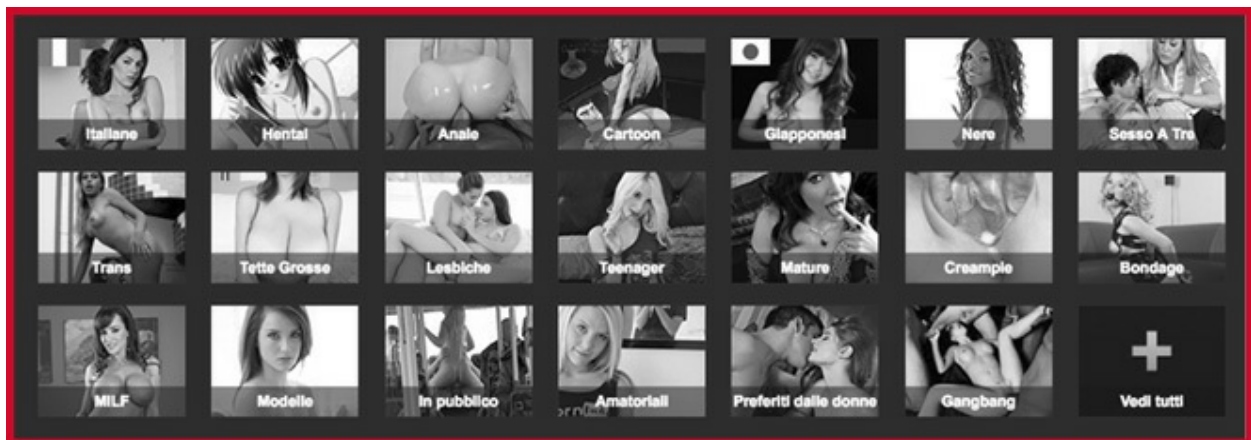 Italiane
Hentai
Anale
Cartoon
Giapponesi
Nere
Sesso A Tre
Trans
Tette Grosse
Lesbiche
Teenager
Mature
Creampie
Bondage
MILF
Modelle
In pubblico
Amatoriali
Preferiti dalle donne
Gangbang
Vedi tutti